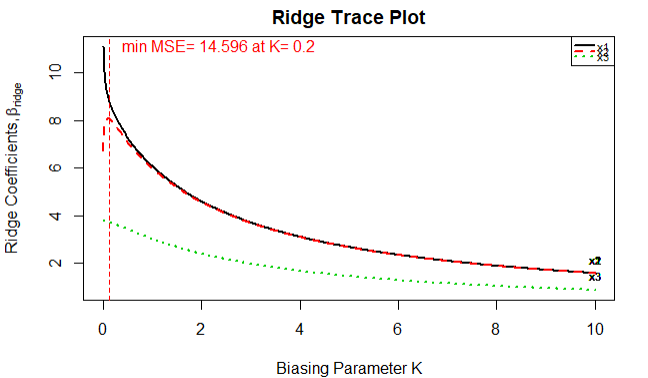 Ridge Trace Plot
min MSE= 14.596 at K= 0.2
x1
x2
x3
Ridge Coefficients, βridge
10
8
6
4
2
x3
0 2 4 6 8 10
Biasing Parameter K